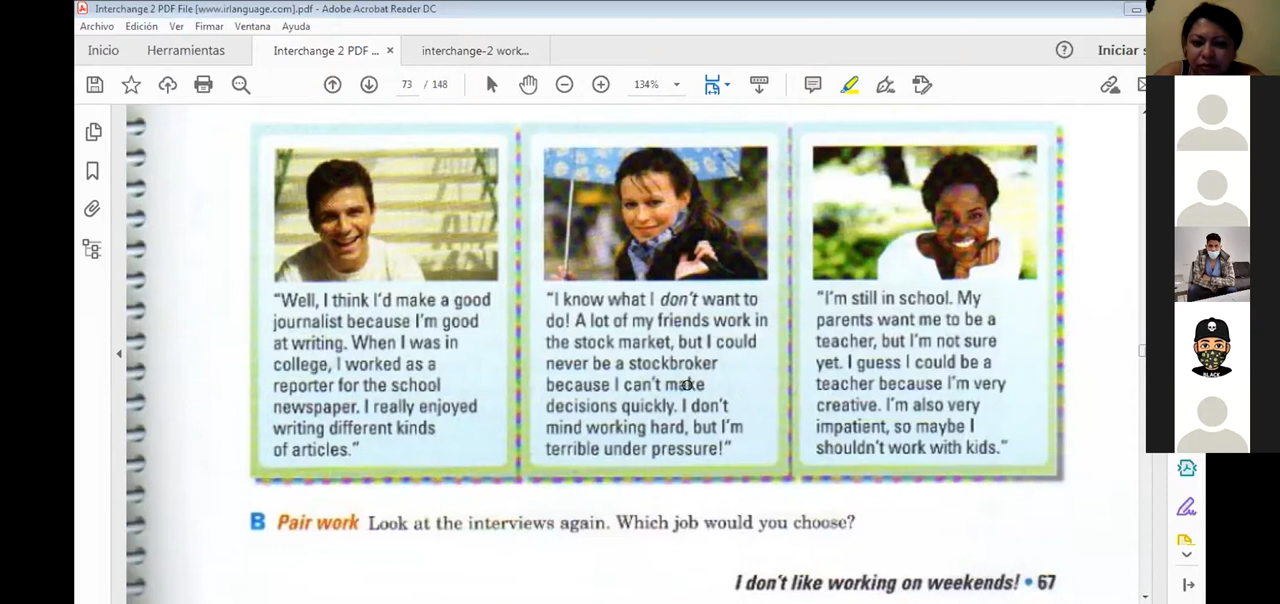 Interchange 2 PDF File [www.irlanguage.com].pdf - Adobe Acrobat Reader DC
Archivo Edición Ver Firmar Ventana Ayuda
Inicio Herramientas Interchange 2 PDF ... × interchange-2 work... Iniciar
73 / 148 134%
"Well, I think I'd make a good
journalist because I'm good
at writing. When I was in
college, I worked as a
reporter for the school
newspaper. I really enjoyed
writing different kinds
of articles."
"I know what I don't want to
do! A lot of my friends work in
the stock market, but I could
never be a stockbroker
because I can't make
decisions quickly. I don't
mind working hard, but I'm
terrible under pressure!"
"I'm still in school. My
parents want me to be a
teacher, but I'm not sure
yet. I guess I could be a
teacher because I'm very
creative. I'm also very
impatient, so maybe I
shouldn't work with kids."
B Pair work Look at the interviews again. Which job would you choose?
I don't like working on weekends! • 67
BLACK